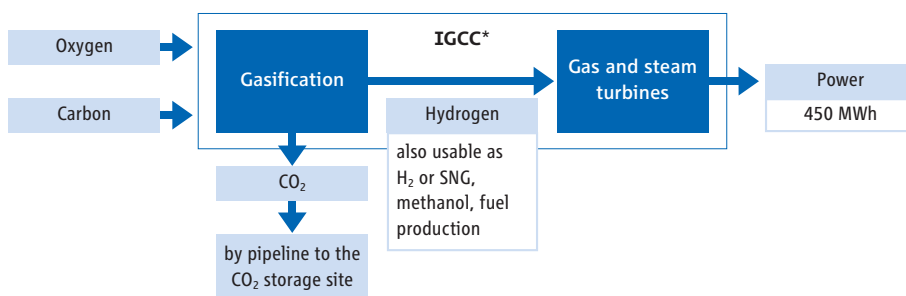 IGCC*
Oxygen
Carbon
Gasification
Gas and steam
turbines
Power
450 MWh
Hydrogen
also usable as
H₂ or SNG,
methanol, fuel
production
CO₂
by pipeline to the
CO₂ storage site